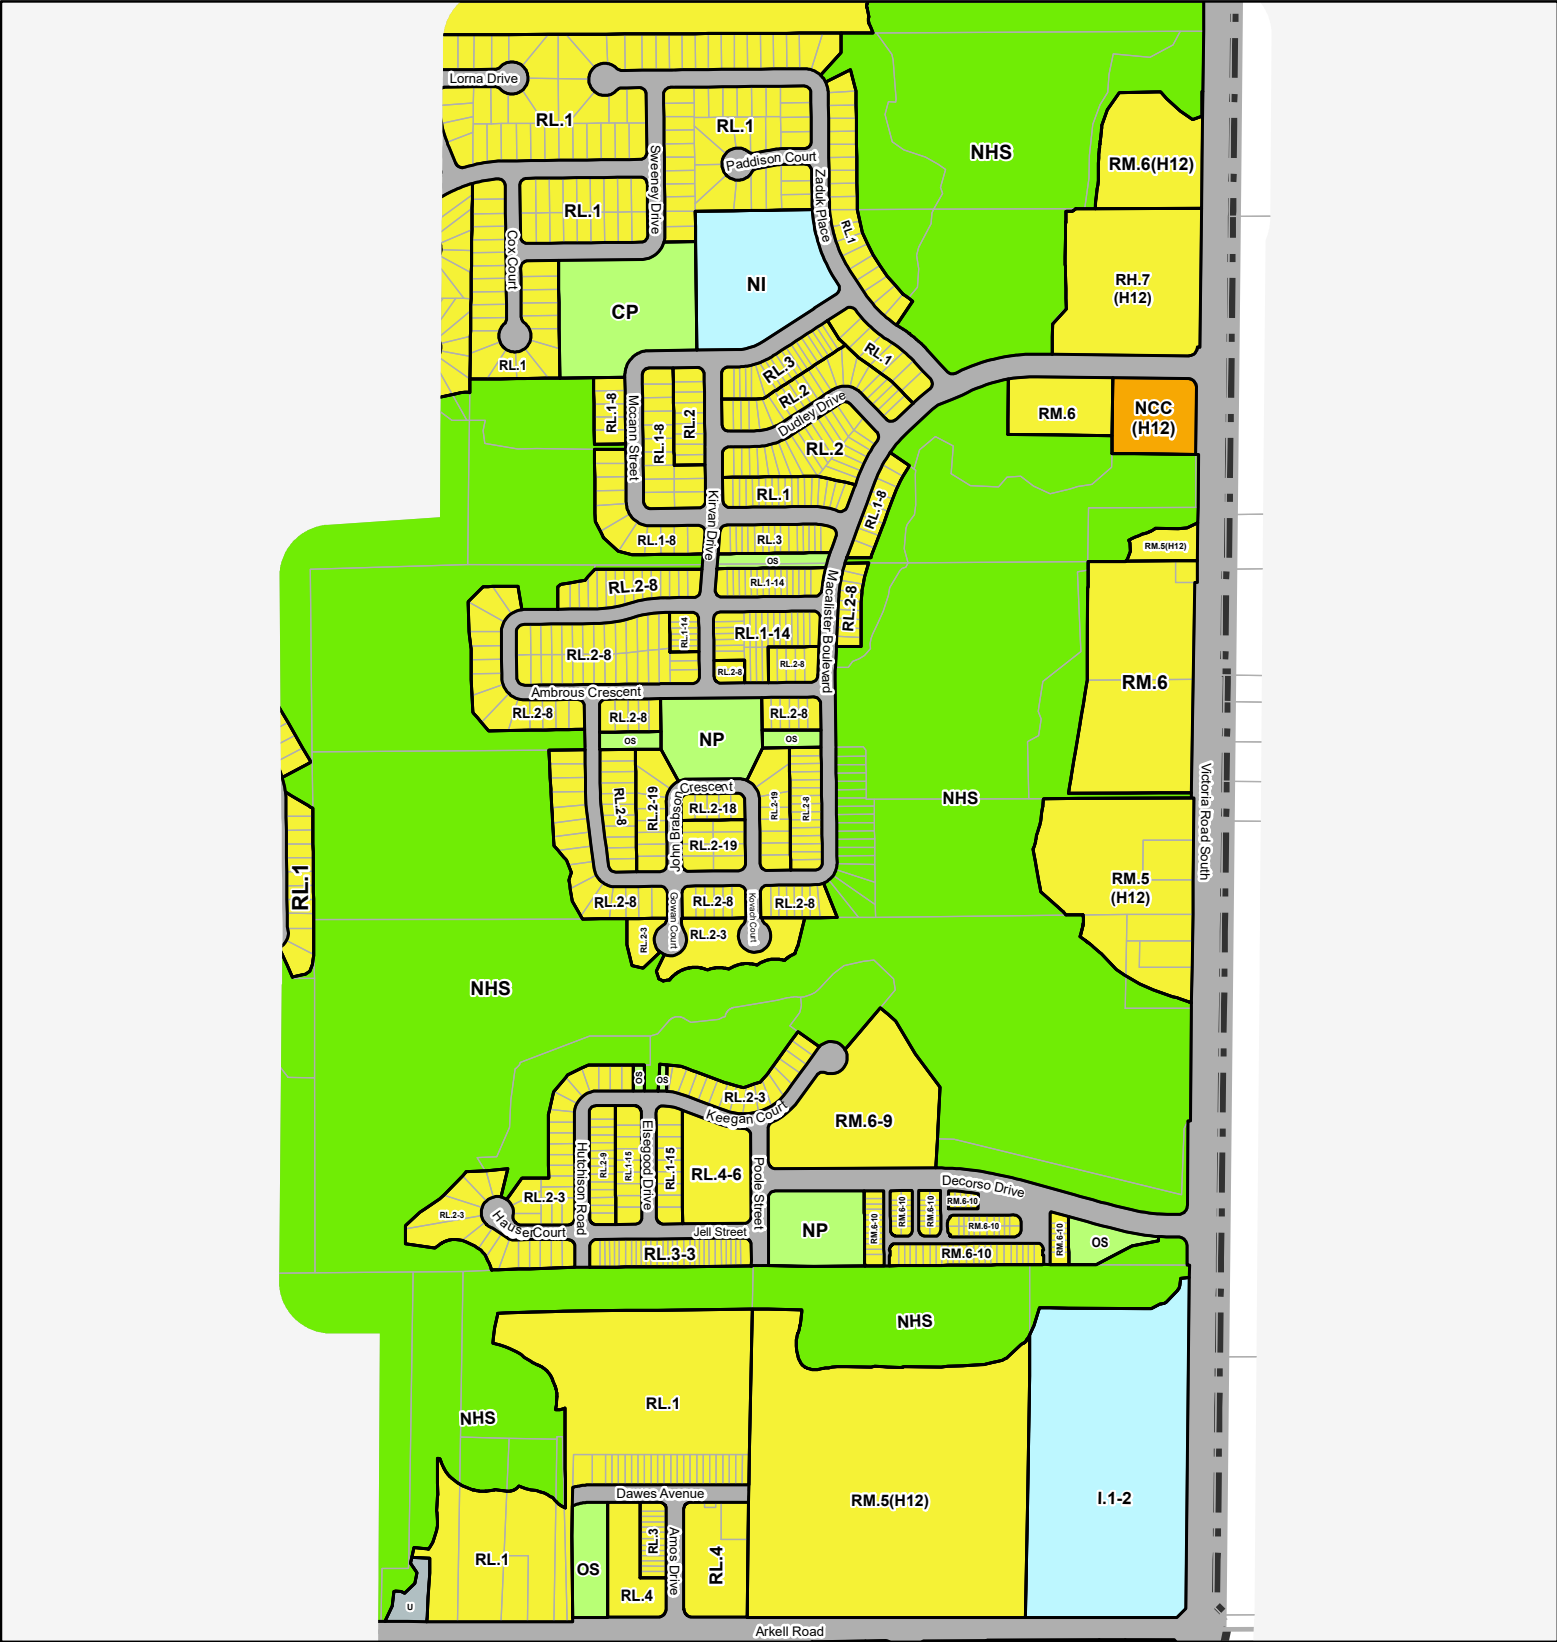 Lorna Drive
RL.1
RL.1
Sweeney Drive
Paddison Court
NHS
RM.6(H12)
RL.1
Zaduk Place
RL.1
Cox Court
NI
CP
RH.7
(H12)
RL.1
RL.3
RL.1
RL.2
Dudley Drive
RL.1-8
Mccann Street
RL.1-8
RL.2
RM.6
NCC
(H12)
RL.2
RL.1
RL.1-8
Kirvan Drive
RL.1-8
RL.3
OS
RM.5(H12)
RL.2-8
RL.1-14
RL.2-8
Macalister Boulevard
RL.1-14
RL.1-14
RL.2-8
RL.2-8
RL.2-8
RM.6
Ambrous Crescent
RL.2-8
RL.2-8
RL.2-8
OS
NP
OS
Victoria Road South
RL.2-8
RL.2-19
John Brabson
Crescent
RL.2-18
RL.2-19
RL.2-19
RL.2-8
NHS
RL.1
RM.5
(H12)
RL.2-8
Gowan Court
RL.2-8
Kovach Court
RL.2-8
RL.2-3
RL.2-3
NHS
OS
OS
RL.2-3
Keegan Court
RM.6-9
Hutchison Road
RL.2-9
RL.1-15
Elsegood Drive
RL.1-15
RL.4-6
Poole Street
Decorso Drive
RL.2-3
RL.2-3
Hauser Court
Jell Street
RL.3-3
NP
RM.6-10
RM.6-10
RM.6-10
RM.6-10
RM.6-10
RM.6-10
RM.6-10
OS
NHS
RL.1
NHS
Dawes Avenue
RM.5(H12)
I.1-2
RL.1
OS
RL.3
RL.4
Amos Drive
RL.4
U
Arkell Road